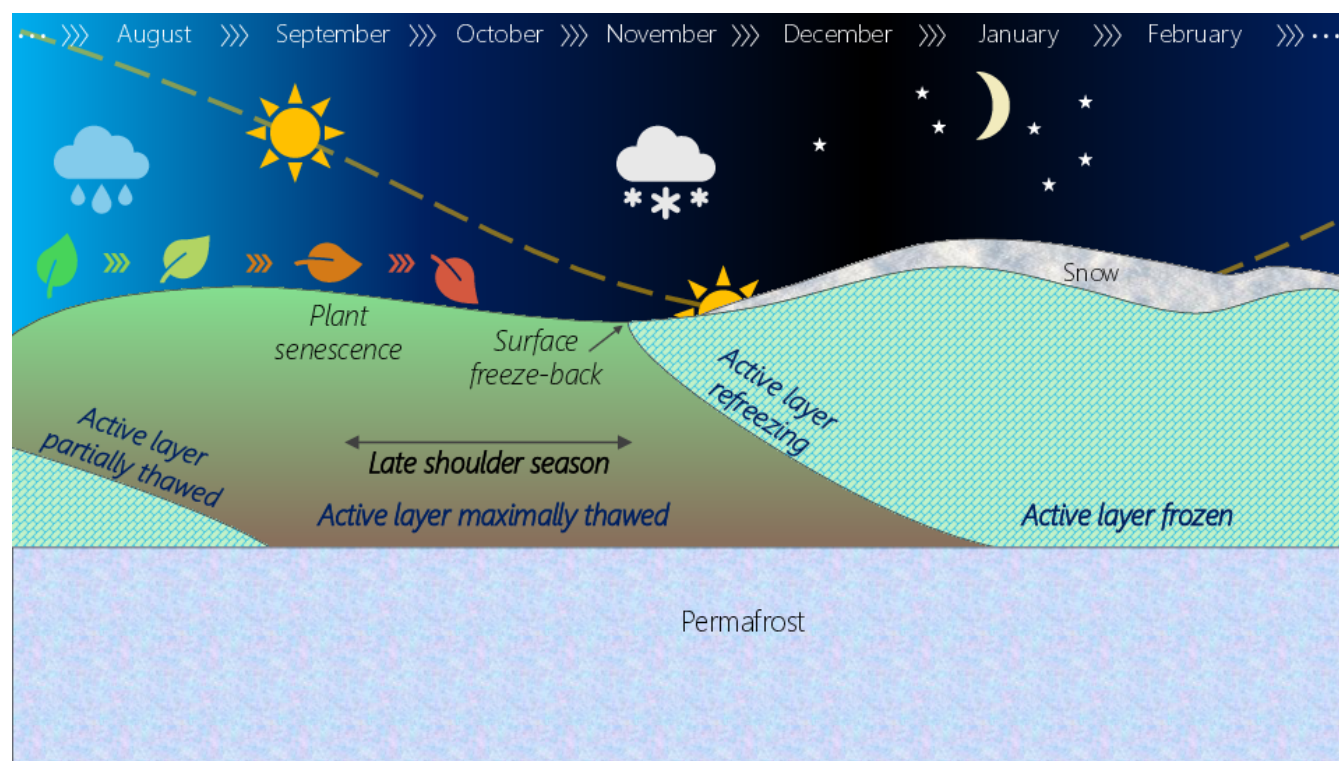 ... >>> August >>> September >>> October >>> November >>> December >>> January >>> February >>> ...
Snow
Plant
senescence
Surface
freeze-back
Active layer
refreezing
Active layer
partially thawed
Late shoulder season
Active layer maximally thawed
Active layer frozen
Permafrost